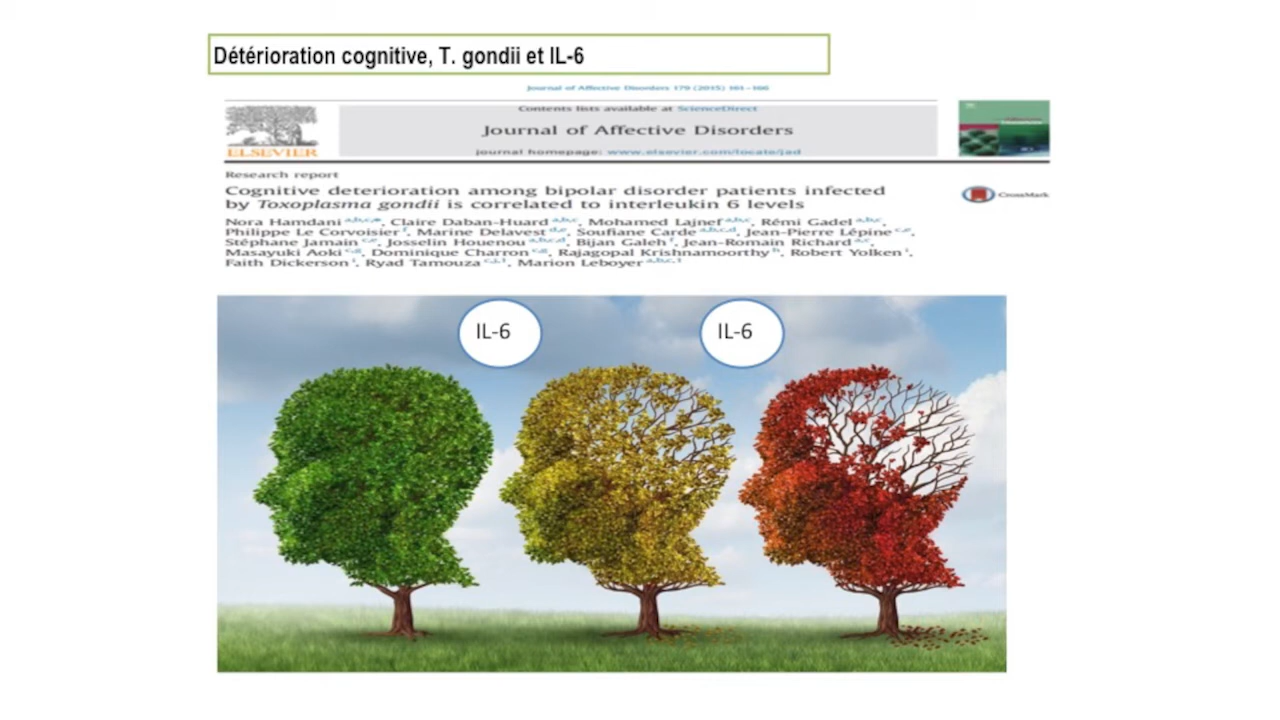 Détérioration cognitive, T. gondii et IL-6
Journal of Affective Disorders 179 (2015) 161–166
Contents lists available at ScienceDirect
Journal of Affective Disorders
journal homepage: www.elsevier.com/locate/jad
ELSEVIER
Research report
Cognitive deterioration among bipolar disorder patients infected
by Toxoplasma gondii is correlated to interleukin 6 levels
CrossMark
Nora Hamdani a,b,c,*, Claire Daban-Huard a,b,c, Mohamed Lajnef a,b,c, Rémi Gadel a,b,c,
Philippe Le Corvoisier f, Marine Delavest d,e, Soufiane Carde a,b,c,d, Jean-Pierre Lépine c,e,
Stéphane Jamain c,e, Josselin Houenou a,b,c,d, Bijan Galeh f, Jean-Romain Richard a,c,
Masayuki Aoki c,g, Dominique Charron c,g, Rajagopal Krishnamoorthy h, Robert Yolken i,
Faith Dickerson i, Ryad Tamouza c,j,1, Marion Leboyer a,b,c,1
IL-6
IL-6